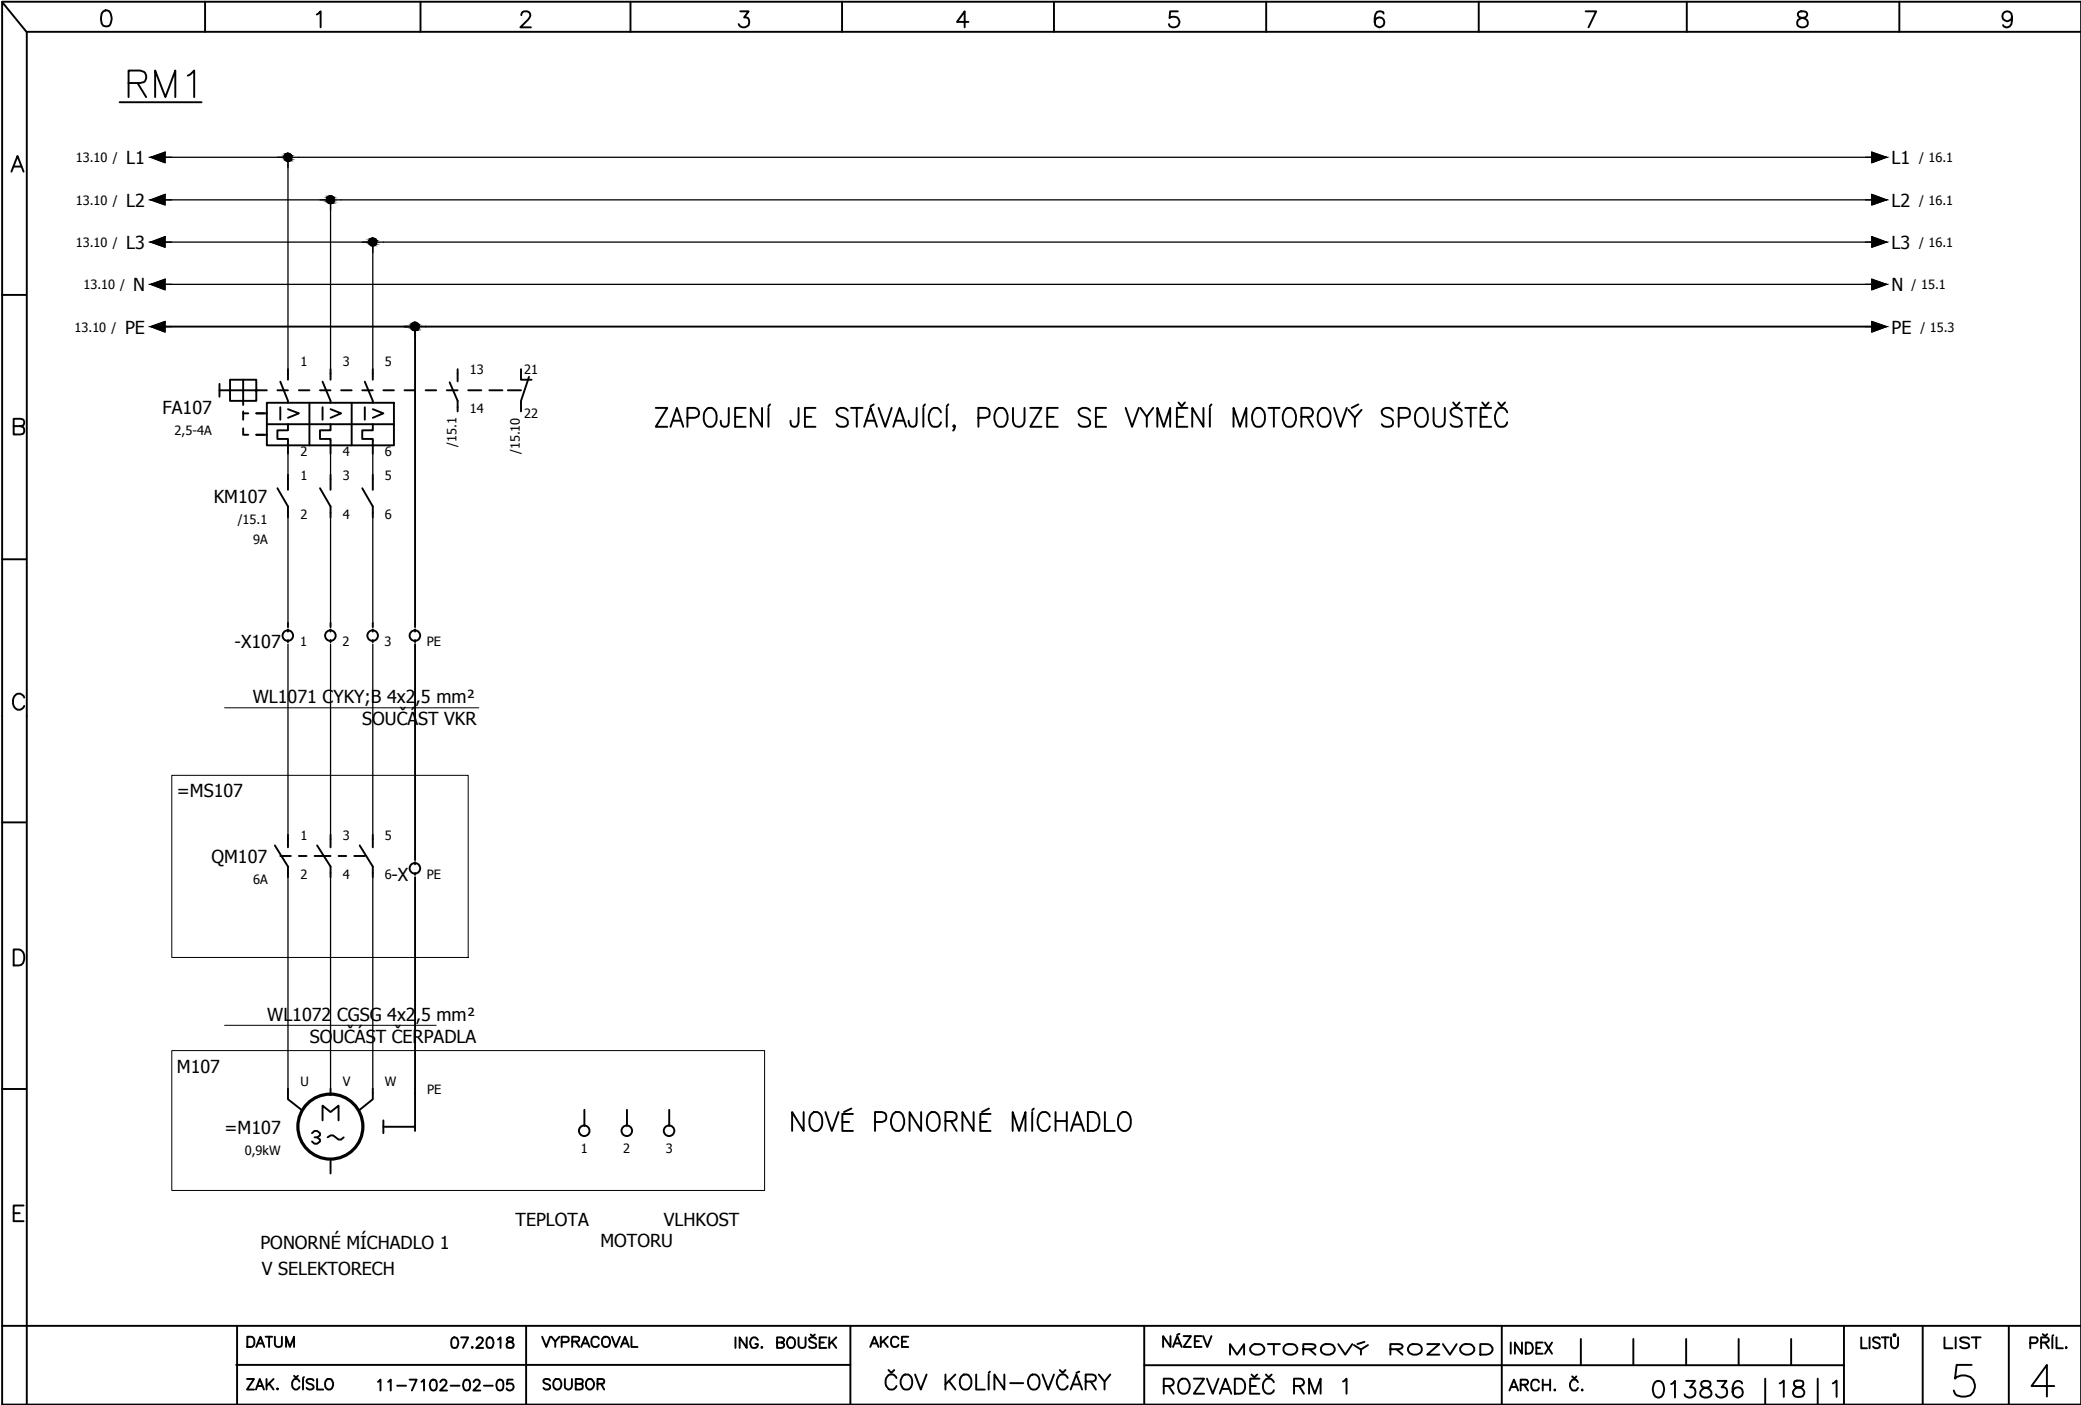 0 1 2 3 4 5 6 7 8 9
RM1
A
13.10 / L1
L1 / 16.1
13.10 / L2
L2 / 16.1
13.10 / L3
L3 / 16.1
13.10 / N
N / 15.1
13.10 / PE
PE / 15.3
1 3 5 13 21
FA107
2,5-4A
I> I> I>
14 22
/15.1 /15.10
B
ZAPOJENÍ JE STÁVAJÍCÍ, POUZE SE VYMĚNÍ MOTOROVÝ SPOUŠTĚČ
2 4 6
1 3 5
KM107
/15.1
9A
2 4 6
-X107 1 2 3 PE
C
WL1071 CYKY;B 4x2,5 mm²
SOUČÁST VKR
=MS107
1 3 5
QM107
6A
2 4 6 -X PE
D
WL1072 CGSG 4x2,5 mm²
SOUČÁST ČERPADLA
M107
U V W PE
=M107
0,9kW
M
3 ~
1 2 3
NOVÉ PONORNÉ MÍCHADLO
E
TEPLOTA VLHKOST
MOTORU
PONORNÉ MÍCHADLO 1
V SELEKTORECH
DATUM 07.2018
VYPRACOVAL ING. BOUŠEK
AKCE
NÁZEV MOTOROVÝ ROZVOD
INDEX
LISTŮ
LIST
PŘÍL.
ZAK. ČÍSLO 11-7102-02-05
SOUBOR
ČOV KOLÍN-OVČÁRY
ROZVADĚČ RM 1
ARCH. Č. 013836 18 1
5
4